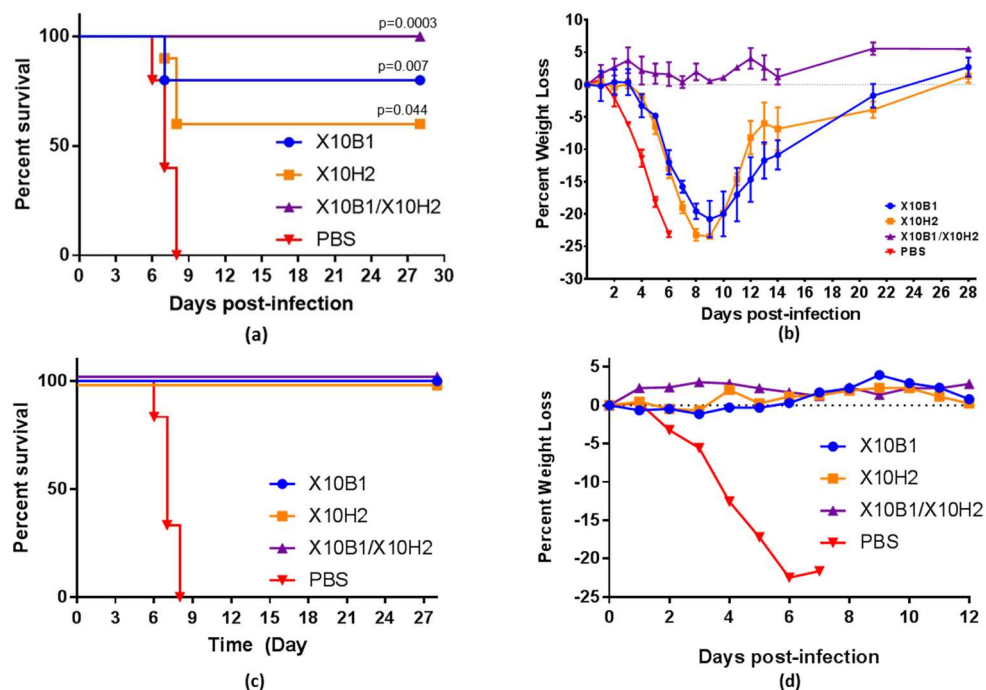 p=0.0003
100
p=0.007
p=0.044
50
0
Percent survival
X10B1
X10H2
X10B1/X10H2
PBS
0 3 6 9 12 15 18 21 24 27 30
Days post-infection
(a)
10
5
0
-5
-10
-15
-20
-25
-30
Percent Weight Loss
X10B1
X10H2
X10B1/X10H2
PBS
2 4 6 8 10 12 14 16 18 20 22 24 26 28
Days post-infection
(b)
100
50
0
Percent survival
X10B1
X10H2
X10B1/X10H2
PBS
0 3 6 9 12 15 18 21 24 27
Time (Day
(c)
5
0
-5
-10
-15
-20
-25
Percent Weight Loss
X10B1
X10H2
X10B1/X10H2
PBS
0 2 4 6 8 10 12
Days post-infection
(d)